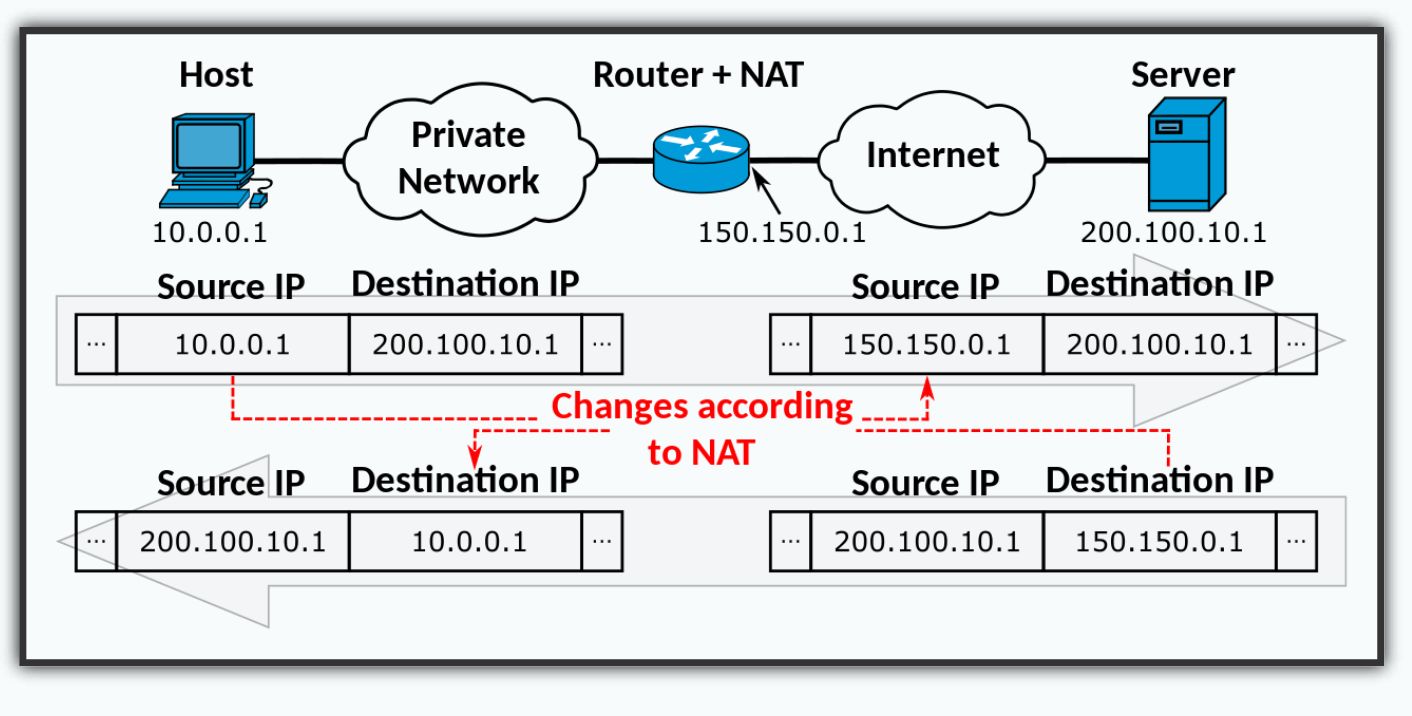 Host
Router + NAT
Server
Private
Network
Internet
10.0.0.1
150.150.0.1
200.100.10.1
Source IP
Destination IP
Source IP
Destination IP
... 10.0.0.1 200.100.10.1 ...
... 150.150.0.1 200.100.10.1 ...
Changes according
to NAT
Source IP
Destination IP
Source IP
Destination IP
... 200.100.10.1 10.0.0.1 ...
... 200.100.10.1 150.150.0.1 ...